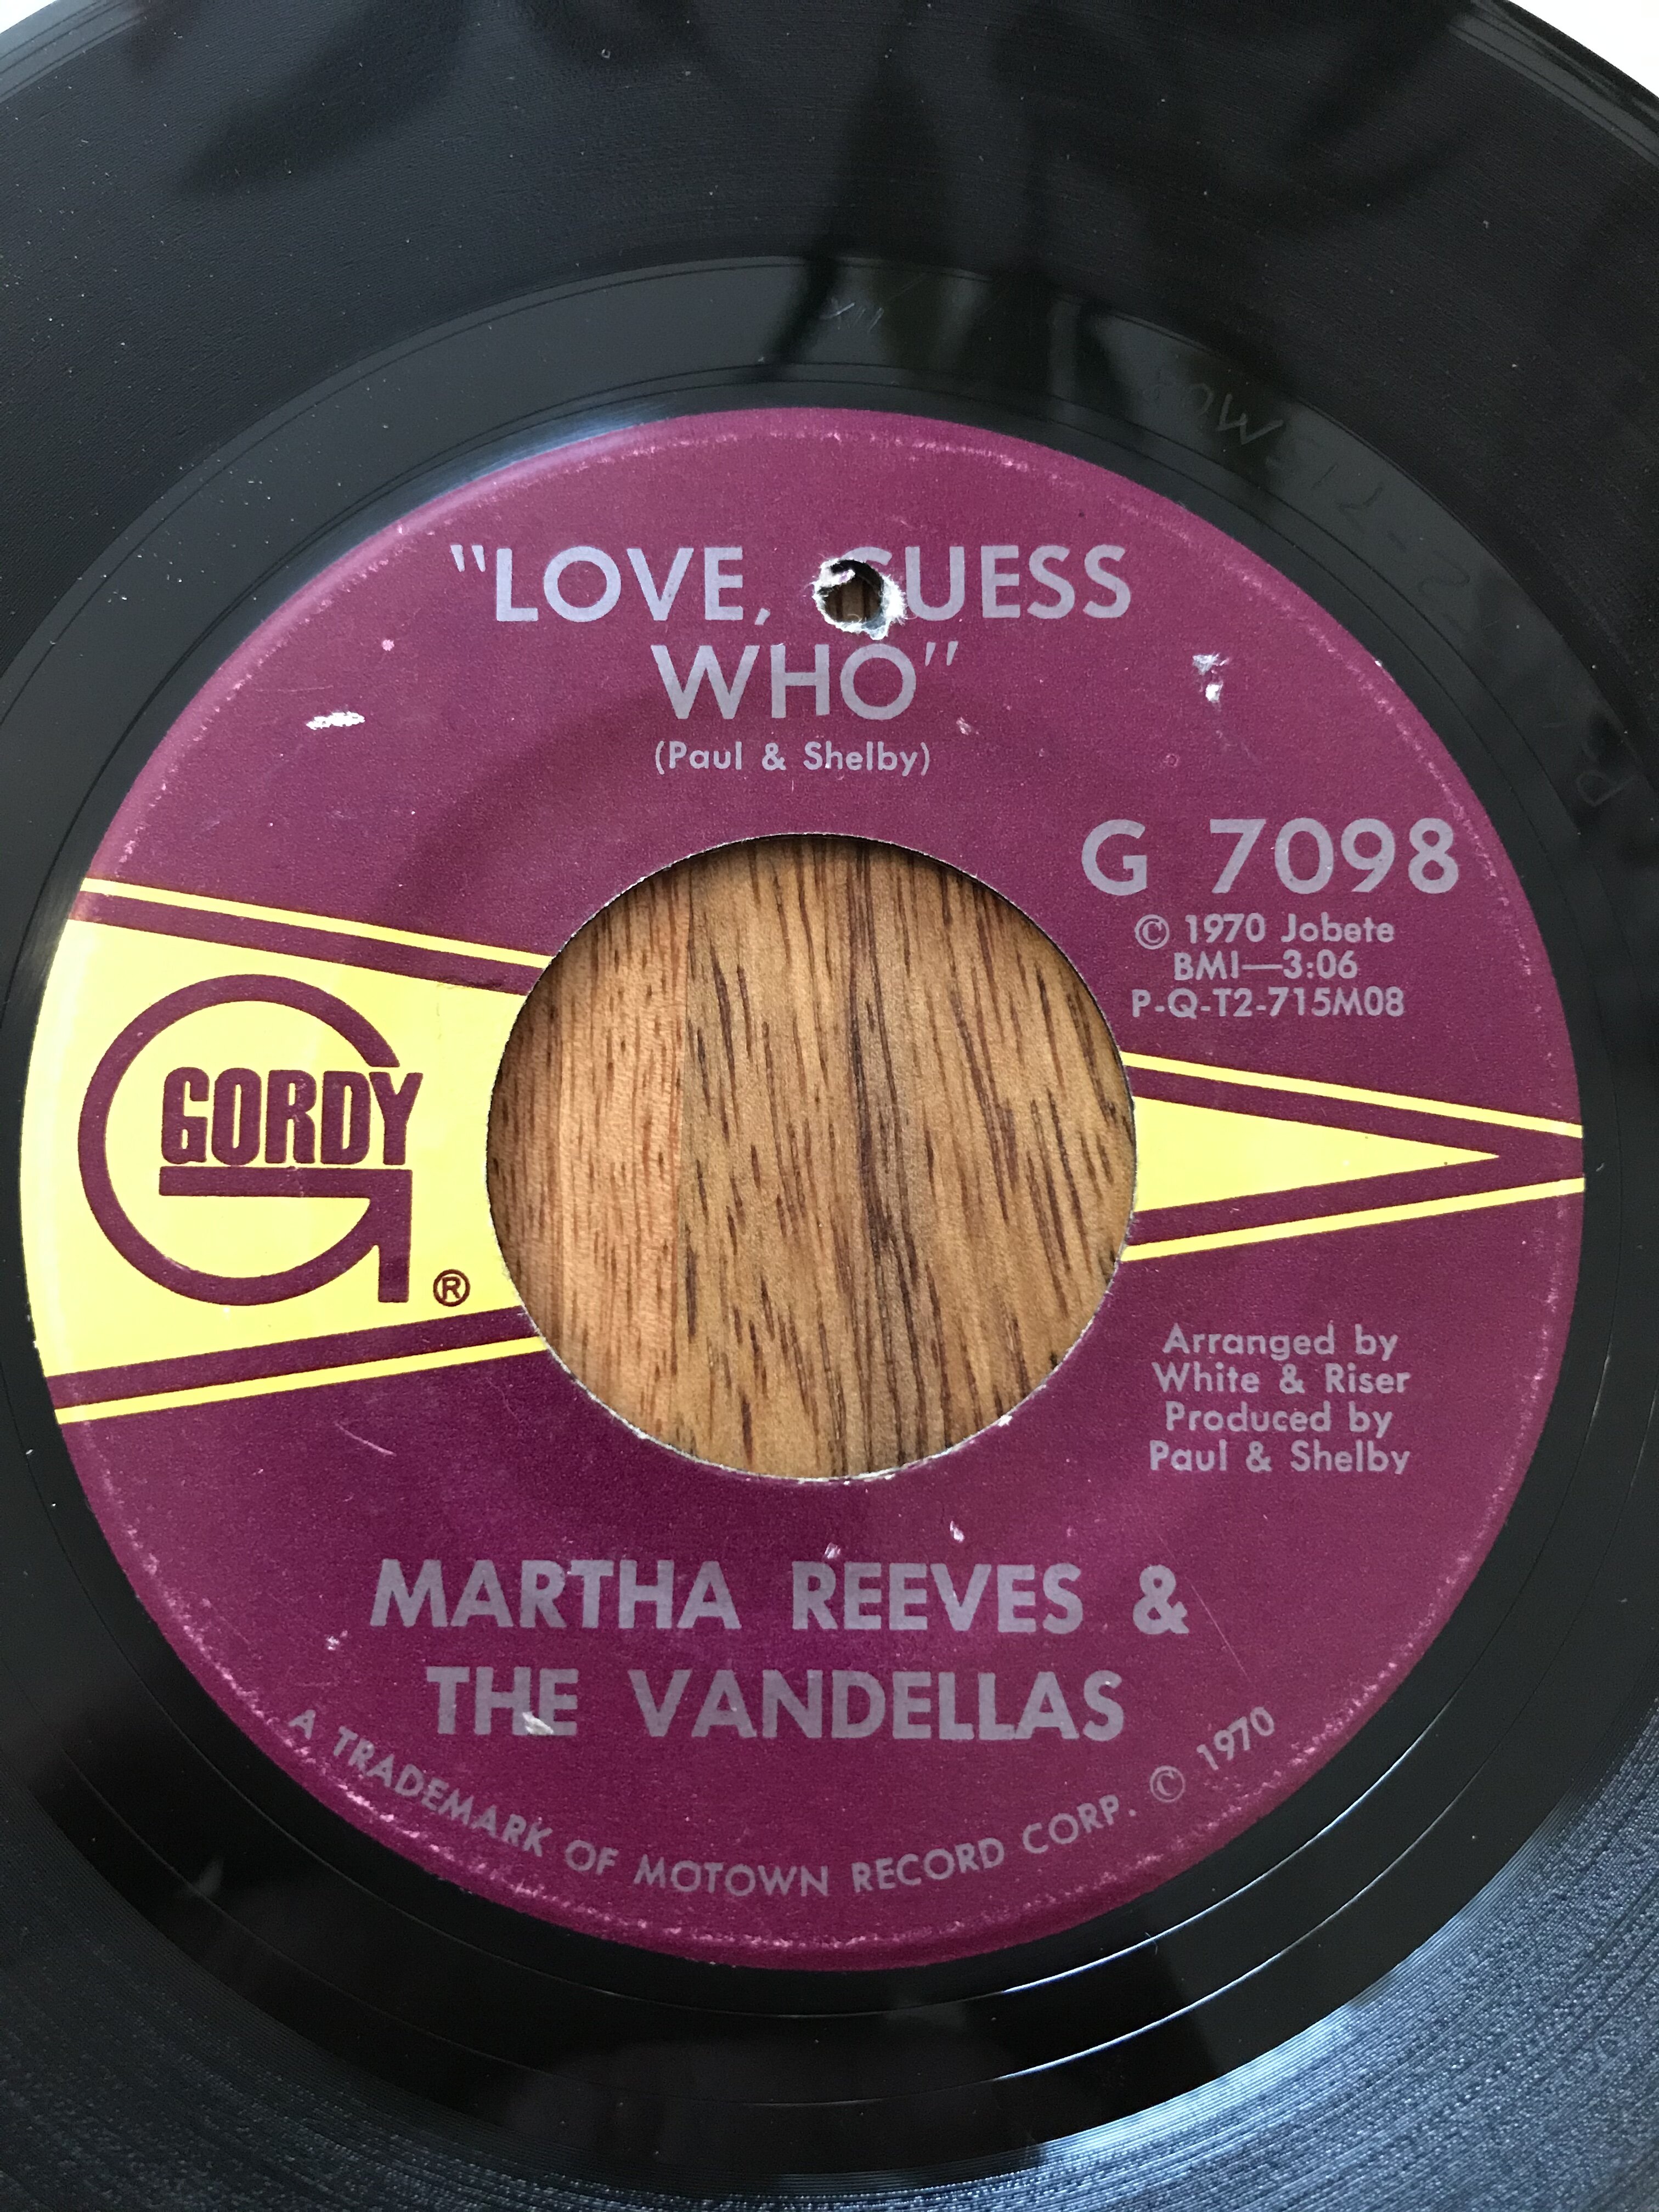 "LOVE, GUESS
WHO"
(Paul & Shelby)
G 7098
© 1970 Jobete
BMI—3:06
P-Q-T2-715M08
GORDY
®
Arranged by
White & Riser
Produced by
Paul & Shelby
MARTHA REEVES &
THE VANDELLAS
A TRADEMARK OF MOTOWN RECORD CORP. © 1970